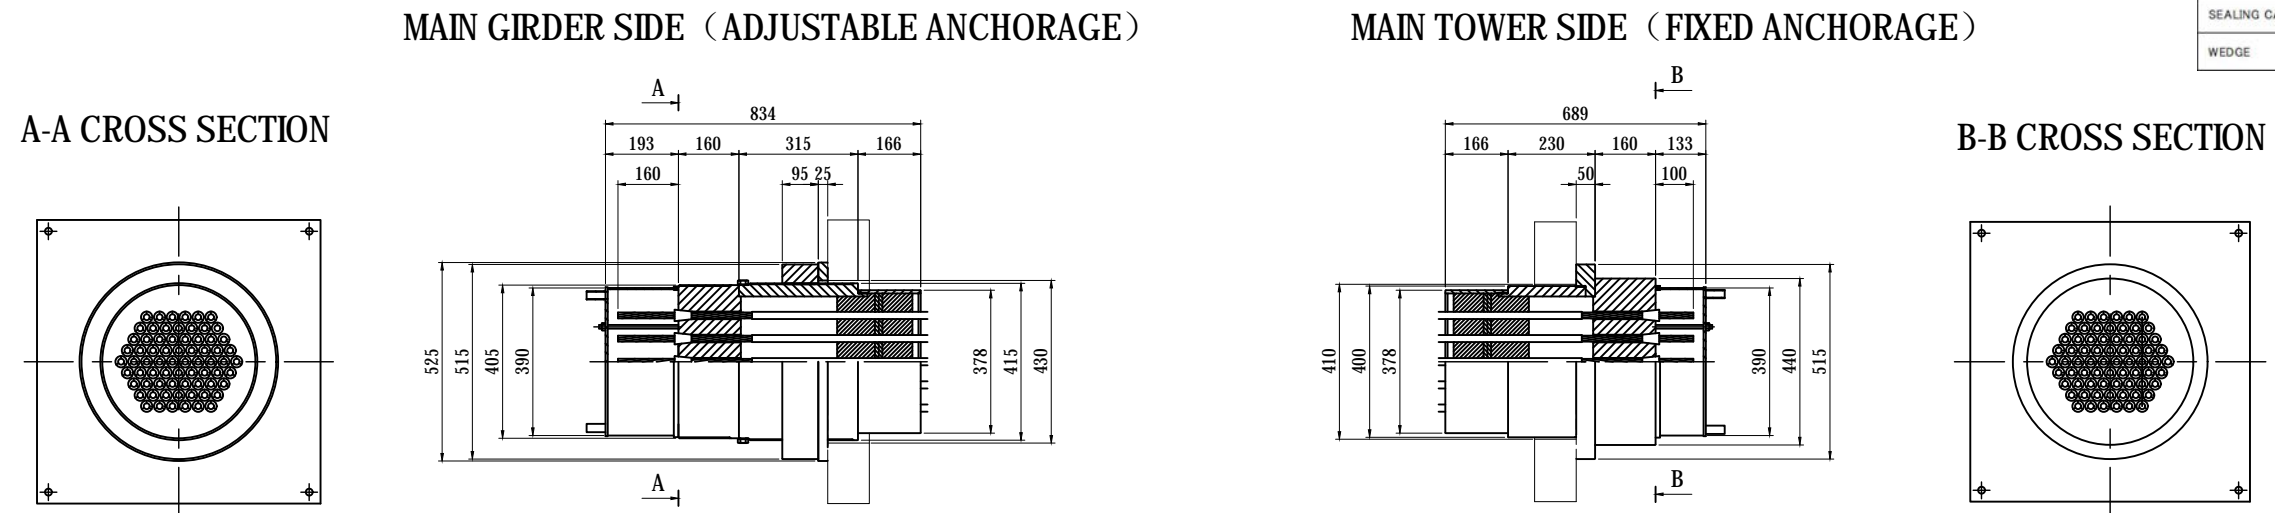 MAIN GIRDER SIDE（ADJUSTABLE ANCHORAGE）
MAIN TOWER SIDE（FIXED ANCHORAGE）
WEDGE
A-A CROSS SECTION
B-B CROSS SECTION
A
834
193 160 315 166
160 95 25
525 515 405 390
378 415 430
A
B
689
166 230 160 133
50 100
410 400 378
390 440 515
B